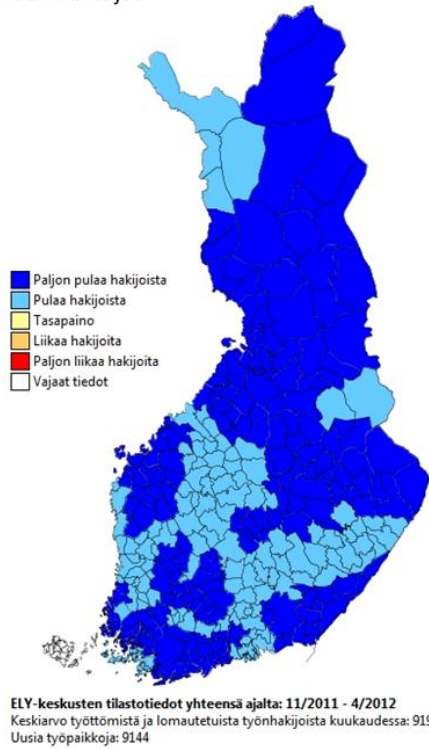 Paljon pulaa hakijoista
Pulaa hakijoista
Tasapaino
Liikaa hakijoita
Paljon liikaa hakijoita
Vajaat tiedot
ELY-keskusten tilastotiedot yhteensä ajalta: 11/2011 - 4/2012
Keskiarvo työttömistä ja lomautetuista työnhakijoista kuukaudessa:
Uusia työpaikkoja: 9144